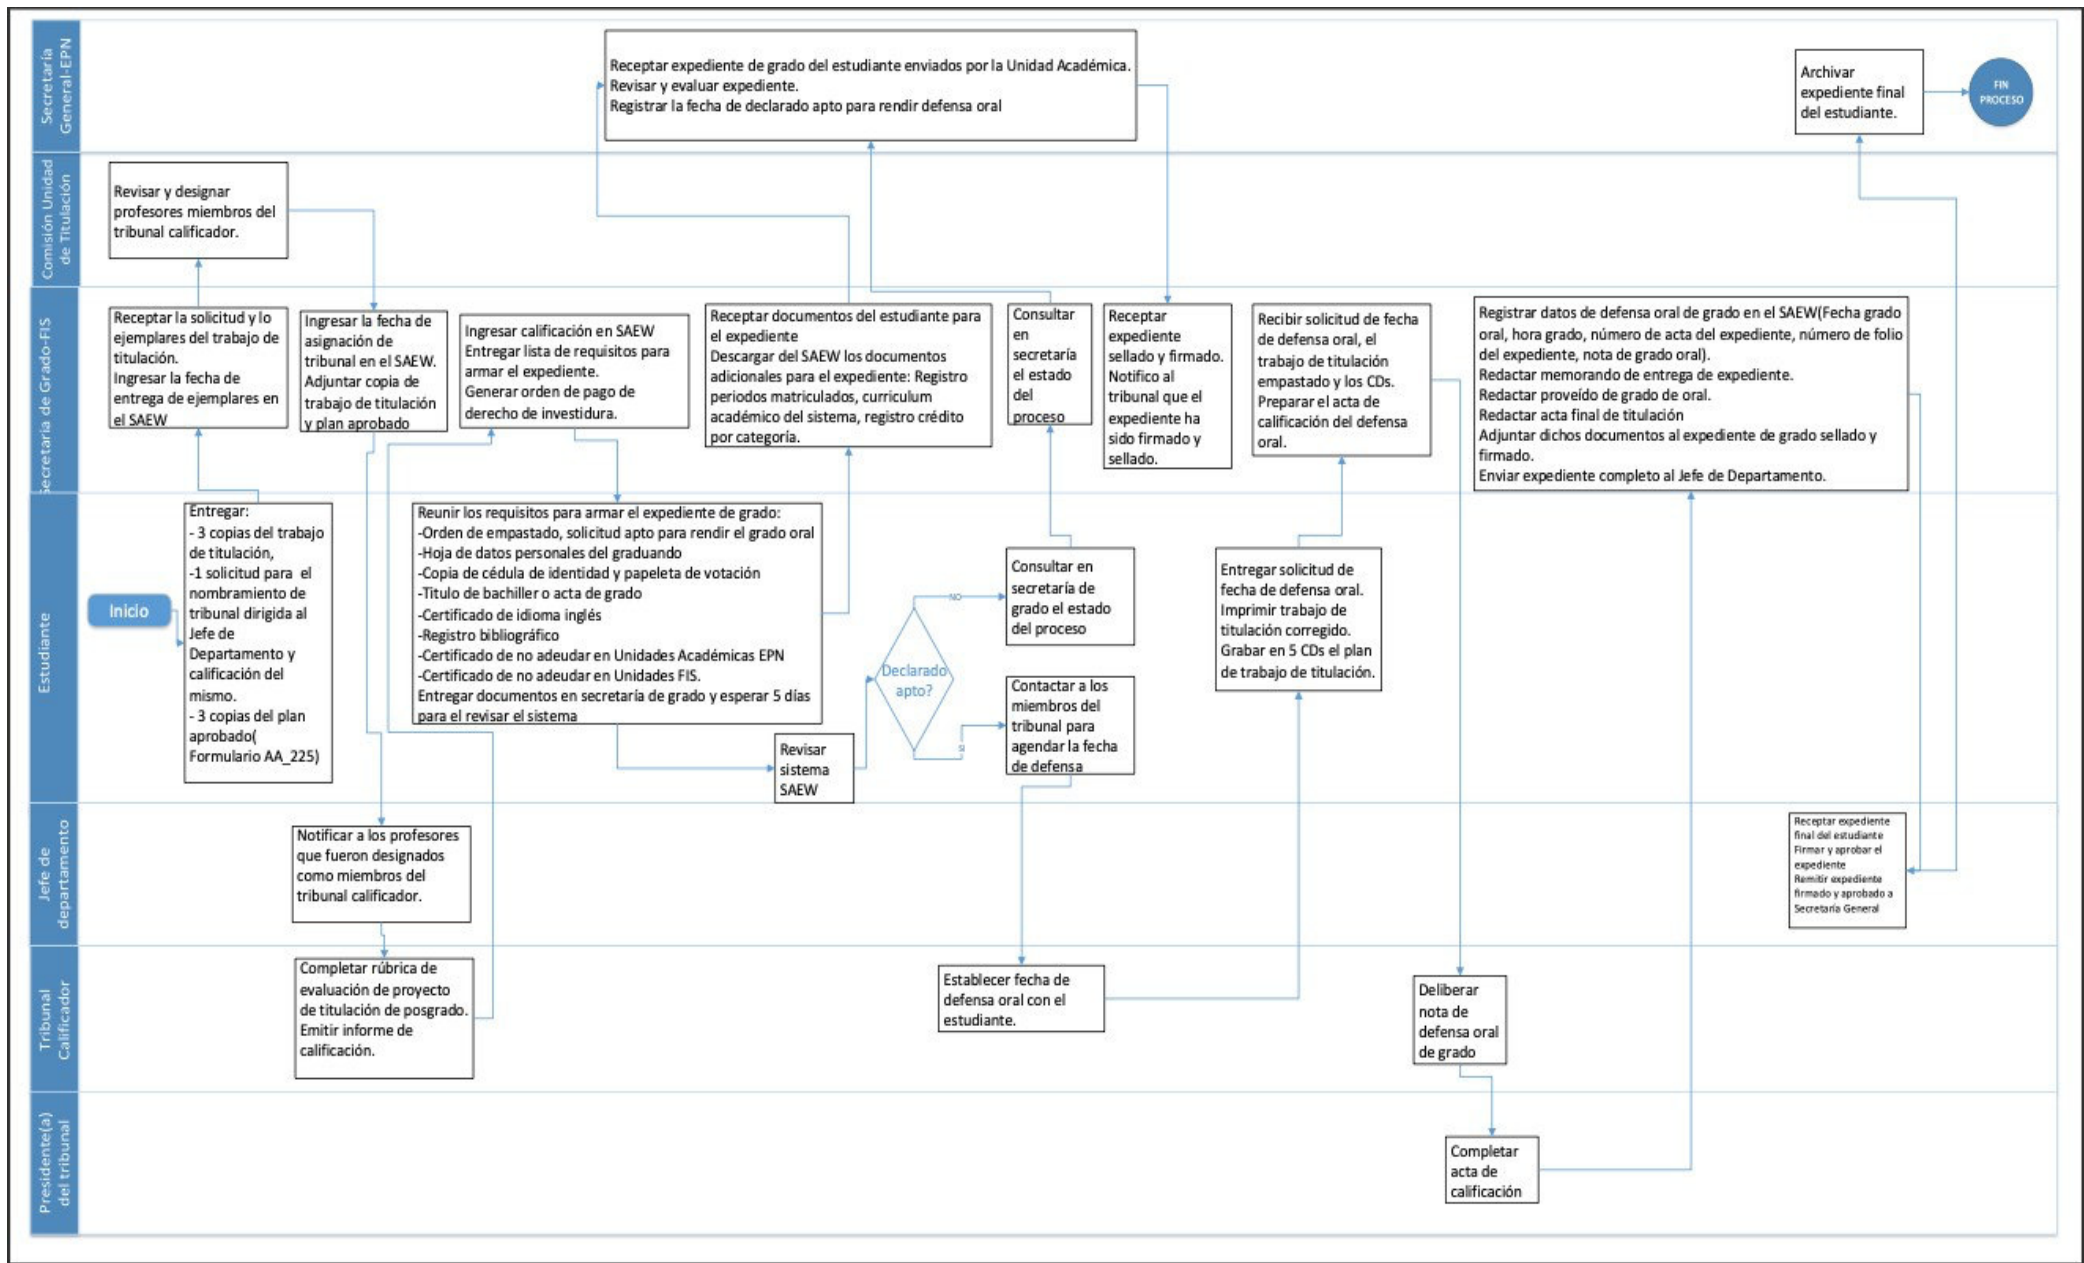 Secretaría
General-EPN
Receptar expediente de grado del estudiante enviados por la Unidad Académica.
Revisar y evaluar expediente.
Registrar la fecha de declarado apto para rendir defensa oral
Archivar
expediente final
del estudiante.
FIN
PROCESO
Comisión Unidad
de Titulación
Revisar y designar
profesores miembros del
tribunal calificador.
Secretaria de Grado-FIS
Receptar la solicitud y lo
ejemplares del trabajo de
titulación.
Ingresar la fecha de
entrega de ejemplares en
el SAEW
Ingresar la fecha de
asignación de
tribunal en el SAEW.
Adjuntar copia de
trabajo de titulación
y plan aprobado
Ingresar calificación en SAEW
Entregar lista de requisitos para
armar el expediente.
Generar orden de pago de
derecho de investidura.
Receptar documentos del estudiante para
el expediente
Descargar del SAEW los documentos
adicionales para el expediente: Registro
periodos matriculados, curriculum
académico del sistema, registro crédito
por categoría.
Consultar
en
secretaría
el estado
del
proceso
Receptar
expediente
sellado y firmado.
Notifico al
tribunal que el
expediente ha
sido firmado y
sellado.
Recibir solicitud de fecha
de defensa oral, el
trabajo de titulación
empastado y los CDs.
Preparar el acta de
calificación del defensa
oral.
Registrar datos de defensa oral de grado en el SAEW(Fecha grado
oral, hora grado, número de acta del expediente, número de folio
del expediente, nota de grado oral).
Redactar memorando de entrega de expediente.
Redactar proveído de grado de oral.
Redactar acta final de titulación
Adjuntar dichos documentos al expediente de grado sellado y
firmado.
Enviar expediente completo al Jefe de Departamento.
Estudiante
Inicio
Entregar:
- 3 copias del trabajo
de titulación,
-1 solicitud para el
nombramiento de
tribunal dirigida al
Jefe de
Departamento y
calificación del
mismo.
- 3 copias del plan
aprobado(
Formulario AA_225)
Reunir los requisitos para armar el expediente de grado:
-Orden de empastado, solicitud apto para rendir el grado oral
-Hoja de datos personales del graduando
-Copia de cédula de identidad y papeleta de votación
-Titulo de bachiller o acta de grado
-Certificado de idioma inglés
-Registro bibliográfico
-Certificado de no adeudar en Unidades Académicas EPN
-Certificado de no adeudar en Unidades FIS.
Entregar documentos en secretaría de grado y esperar 5 días
para el revisar el sistema
Revisar
sistema
SAEW
Declarado
apto?
NO
SI
Consultar en
secretaría de
grado el estado
del proceso
Contactar a los
miembros del
tribunal para
agendar la fecha
de defensa
Entregar solicitud de
fecha de defensa oral.
Imprimir trabajo de
titulación corregido.
Grabar en 5 CDs el plan
de trabajo de titulación.
Jefe de
departamento
Notificar a los profesores
que fueron designados
como miembros del
tribunal calificador.
Receptar expediente
final del estudiante
Firmar y aprobar el
expediente
Remitir expediente
firmado y aprobado a
Secretaría General
Tribunal
Calificador
Completar rúbrica de
evaluación de proyecto
de titulación de posgrado.
Emitir informe de
calificación.
Establecer fecha de
defensa oral con el
estudiante.
Deliberar
nota de
defensa oral
de grado
Presidente(a)
del tribunal
Completar
acta de
calificación